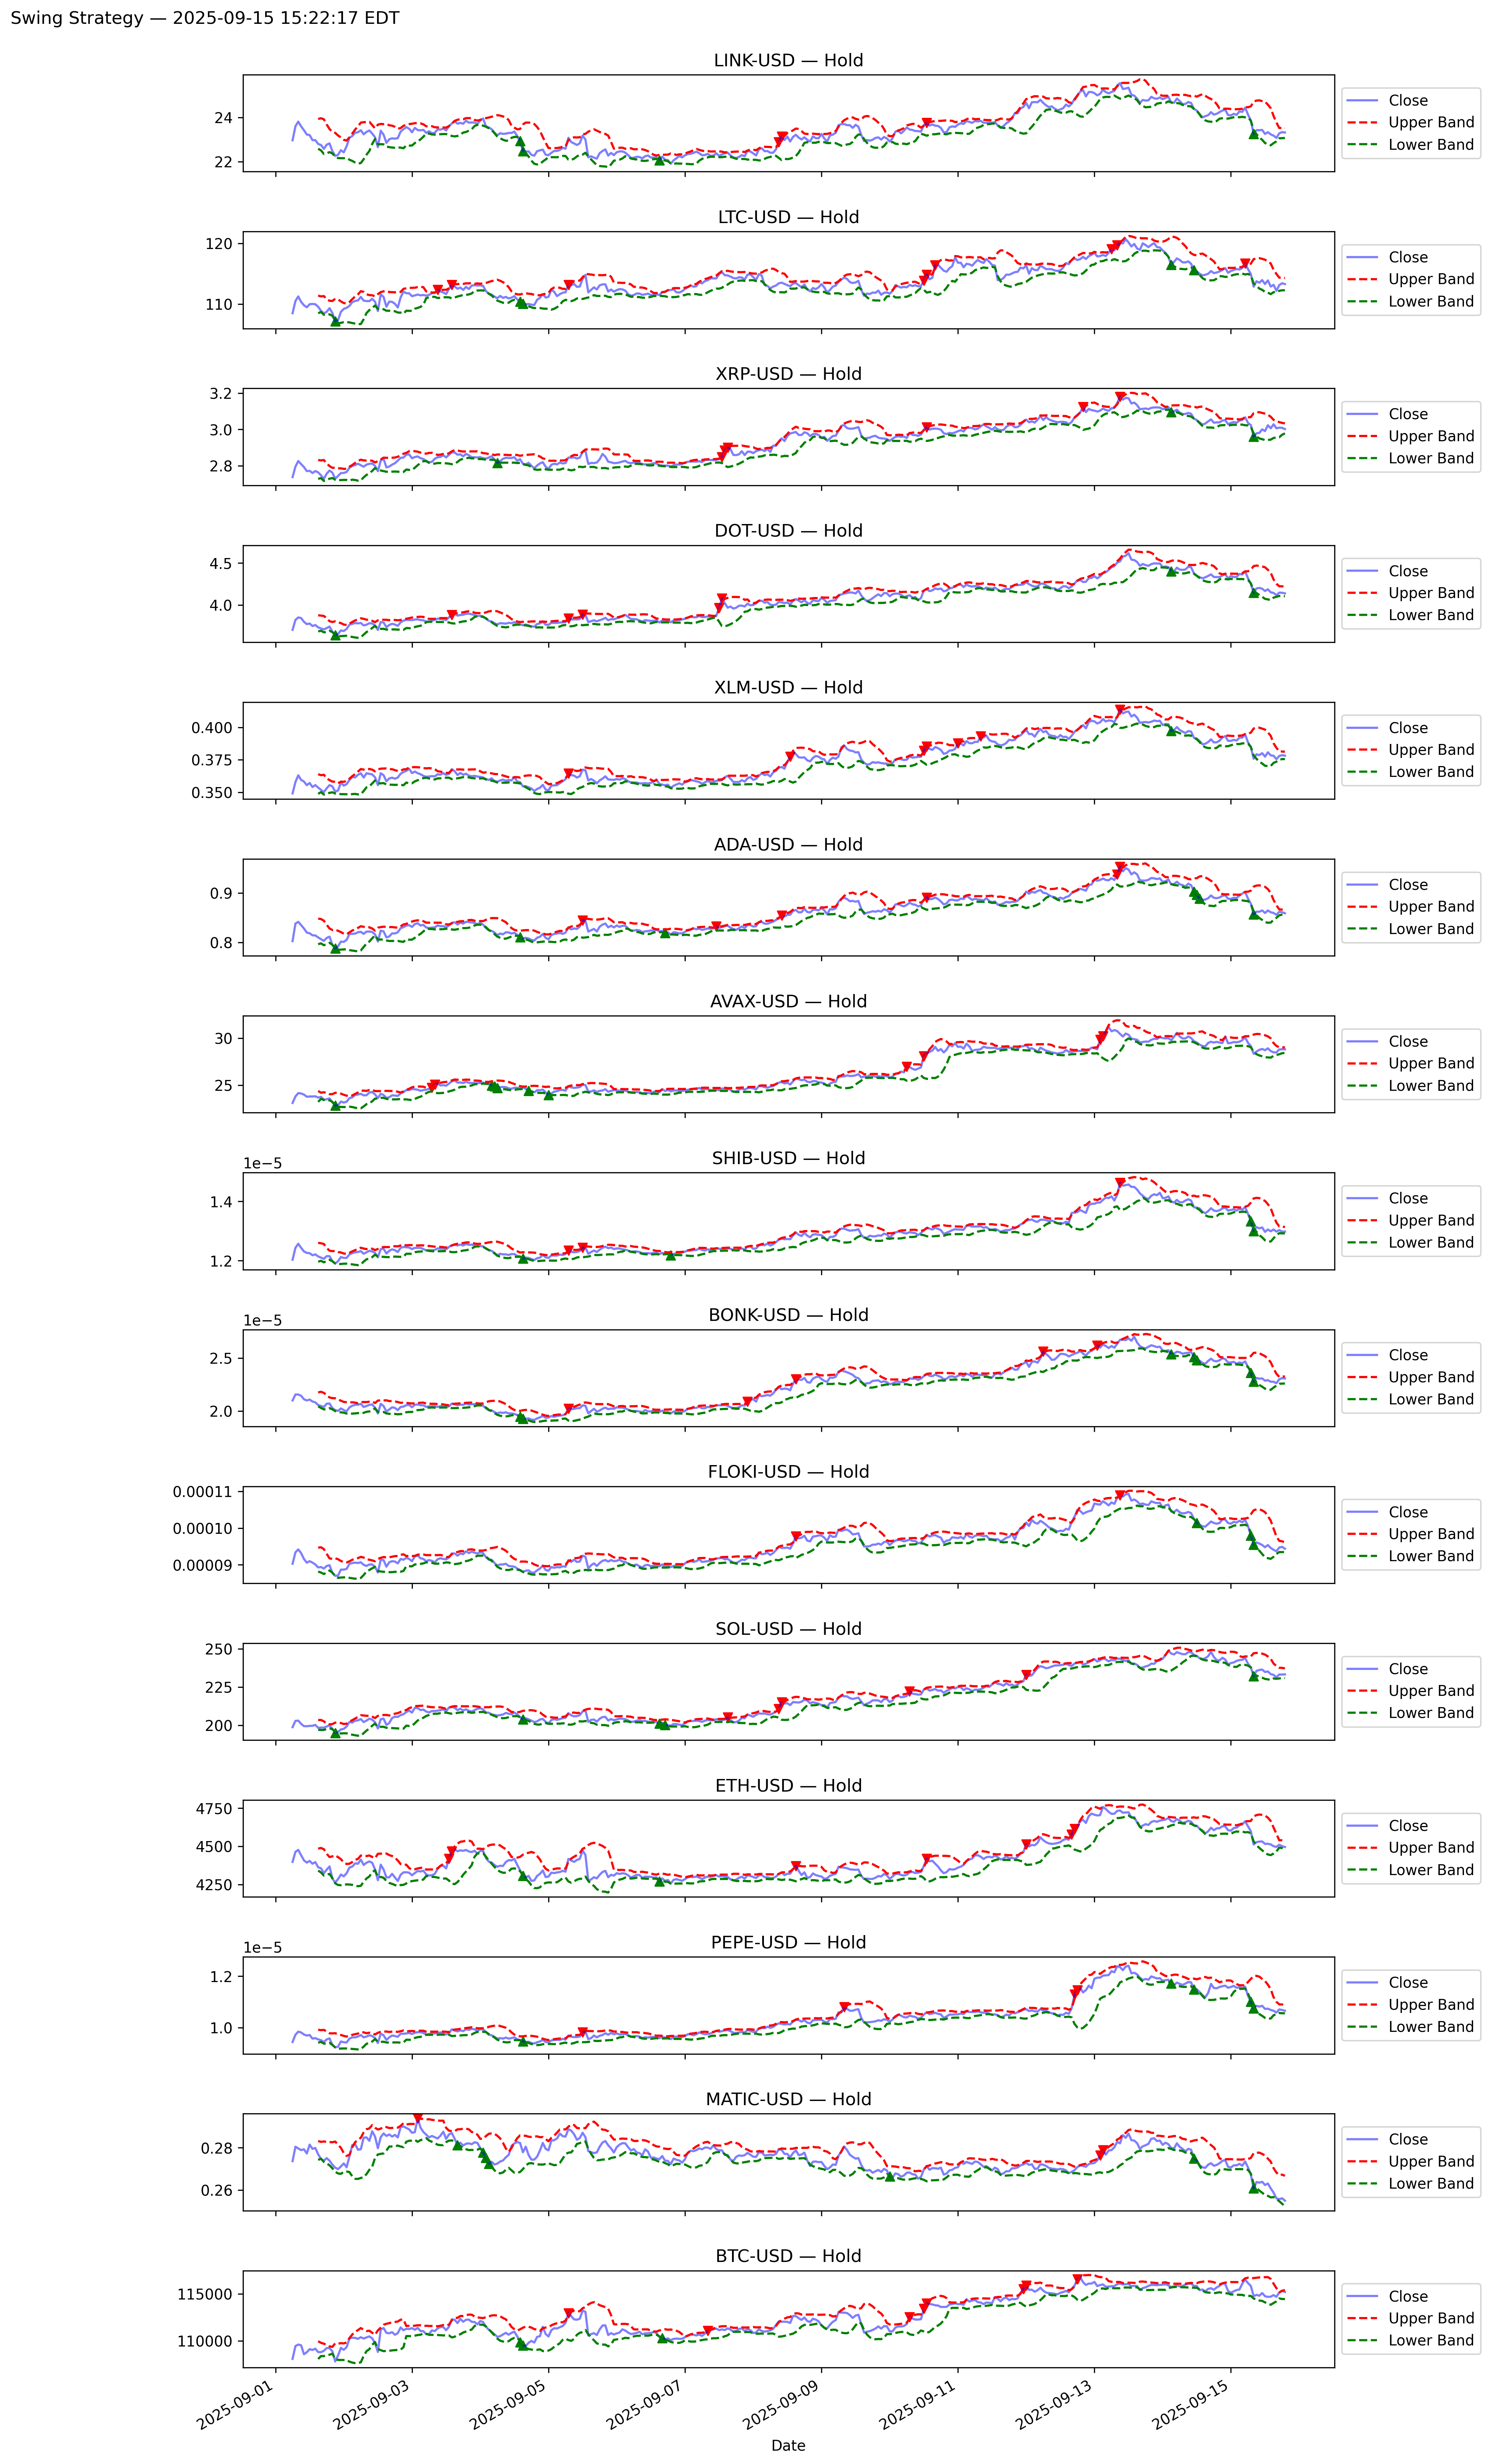 Swing Strategy — 2025-09-15 15:22:17 EDT
LINK-USD — Hold
24
22
Close
Upper Band
Lower Band
LTC-USD — Hold
120
110
Close
Upper Band
Lower Band
XRP-USD — Hold
3.2
3.0
2.8
Close
Upper Band
Lower Band
DOT-USD — Hold
4.5
4.0
Close
Upper Band
Lower Band
XLM-USD — Hold
0.400
0.375
0.350
Close
Upper Band
Lower Band
ADA-USD — Hold
0.9
0.8
Close
Upper Band
Lower Band
AVAX-USD — Hold
30
25
Close
Upper Band
Lower Band
SHIB-USD — Hold
1e−5
1.4
1.2
Close
Upper Band
Lower Band
BONK-USD — Hold
1e−5
2.5
2.0
Close
Upper Band
Lower Band
FLOKI-USD — Hold
0.00011
0.00010
0.00009
Close
Upper Band
Lower Band
SOL-USD — Hold
250
225
200
Close
Upper Band
Lower Band
ETH-USD — Hold
4750
4500
4250
Close
Upper Band
Lower Band
PEPE-USD — Hold
1e−5
1.2
1.0
Close
Upper Band
Lower Band
MATIC-USD — Hold
0.28
0.26
Close
Upper Band
Lower Band
BTC-USD — Hold
115000
110000
Close
Upper Band
Lower Band
2025-09-01
2025-09-03
2025-09-05
2025-09-07
2025-09-09
2025-09-11
2025-09-13
2025-09-15
Date